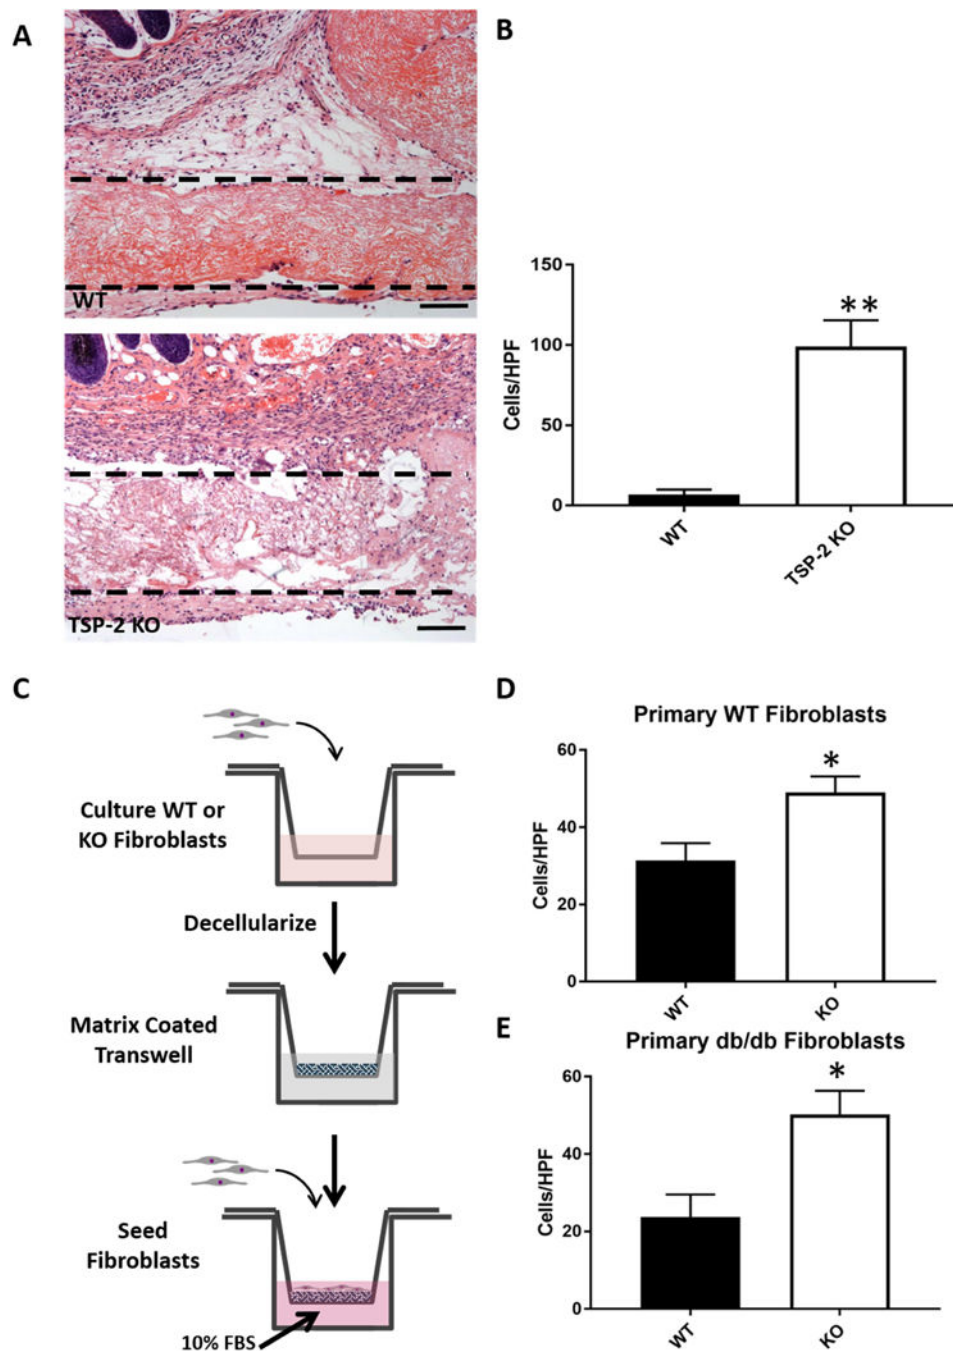 A
WT
TSP-2 KO
B
150
100
50
0
Cells/HPF
**
WT
TSP-2 KO
C
Culture WT or
KO Fibroblasts
Decellularize
Matrix Coated
Transwell
Seed
Fibroblasts
10% FBS
D
Primary WT Fibroblasts
60
40
20
0
Cells/HPF
*
WT
KO
E
Primary db/db Fibroblasts
60
40
20
0
Cells/HPF
*
WT
KO